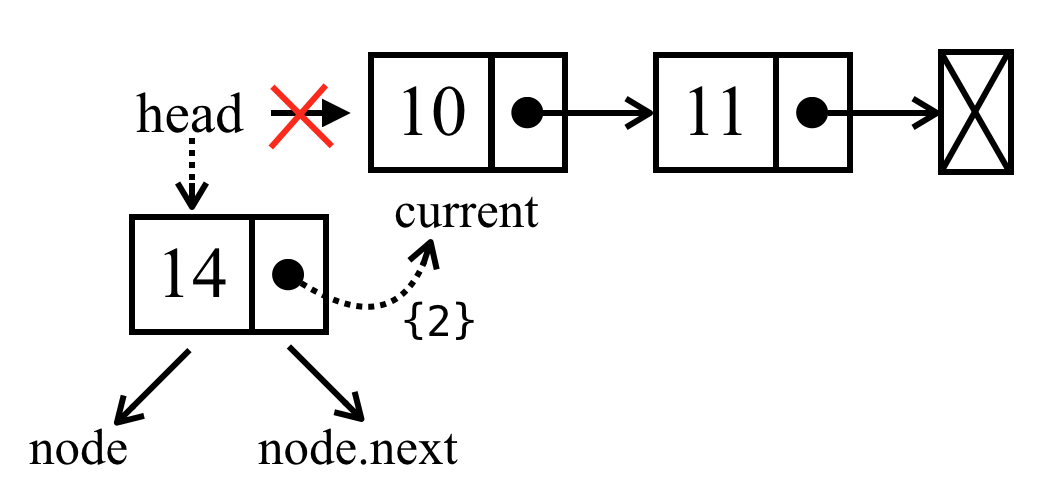 head
10
11
current
14
{2}
node
node.next